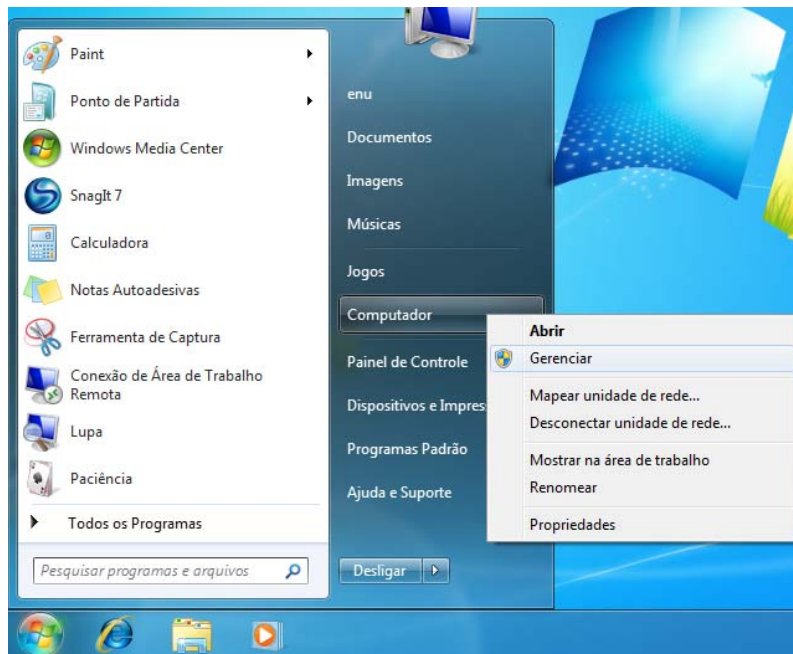 Paint
Ponto de Partida
Windows Media Center
SnagIt 7
Calculadora
Notas Autoadesivas
Ferramenta de Captura
Conexão de Área de Trabalho
Remota
Lupa
Paciência
Todos os Programas
Pesquisar programas e arquivos
enu
Documentos
Imagens
Músicas
Jogos
Computador
Painel de Controle
Dispositivos e Impres
Programas Padrão
Ajuda e Suporte
Desligar
Abrir
Gerenciar
Mapear unidade de rede...
Desconectar unidade de rede...
Mostrar na área de trabalho
Renomear
Propriedades